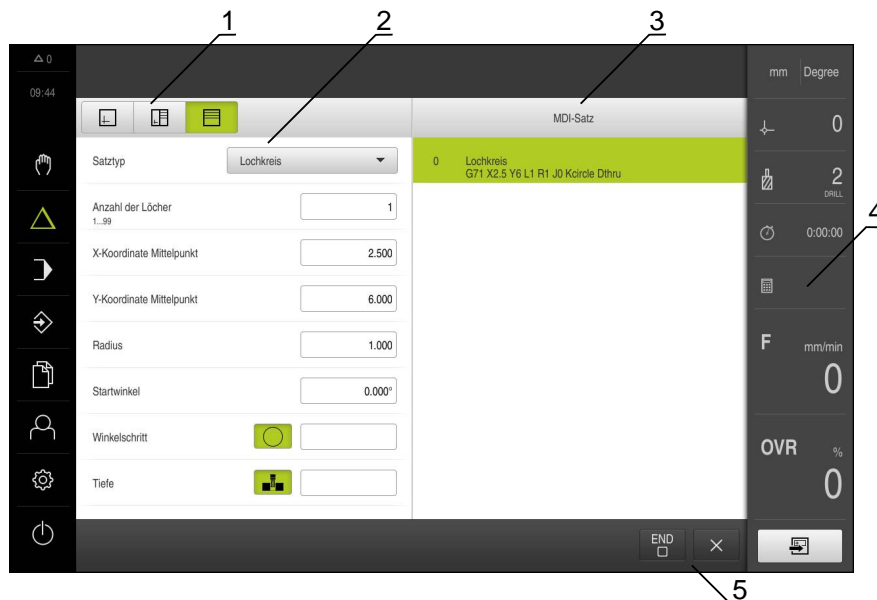 1 2 3
0
09:44
mm Degree
MDI-Satz
0
Satztyp Lochkreis
0 Lochkreis
G71 X2.5 Y6 L1 R1 J0 Kcircle Dthru
2
DRILL
Anzahl der Löcher 1
1...99
4
0:00:00
X-Koordinate Mittelpunkt 2.500
Y-Koordinate Mittelpunkt 6.000
Radius 1.000
F mm/min
0
Startwinkel 0.000°
Winkelschritt
OVR %
0
Tiefe
END
5